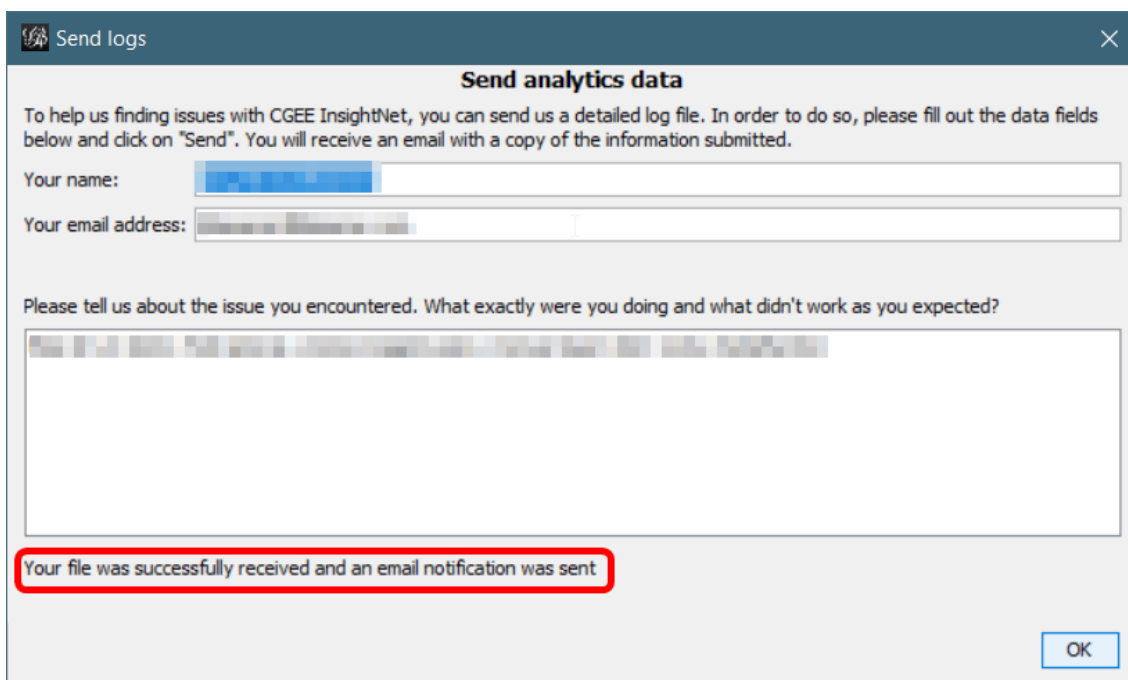 Send logs
Send analytics data
To help us finding issues with CGEE InsightNet, you can send us a detailed log file. In order to do so, please fill out the data fields
below and click on "Send". You will receive an email with a copy of the information submitted.
Your name:
Your email address:
Please tell us about the issue you encountered. What exactly were you doing and what didn't work as you expected?
Your file was successfully received and an email notification was sent
OK